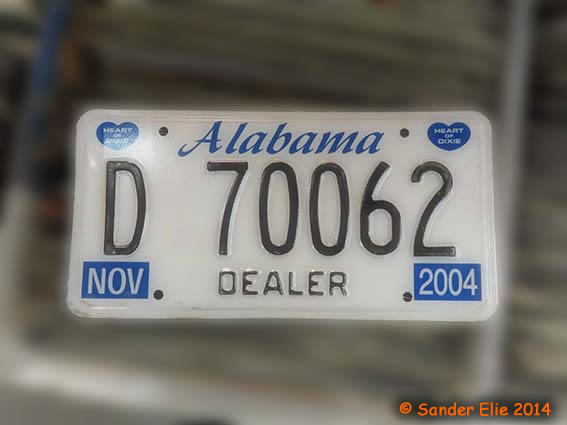 HEART OF DIXIE
Alabama
HEART OF DIXIE
D 70062
NOV
DEALER
2004
© Sander Elie 2014